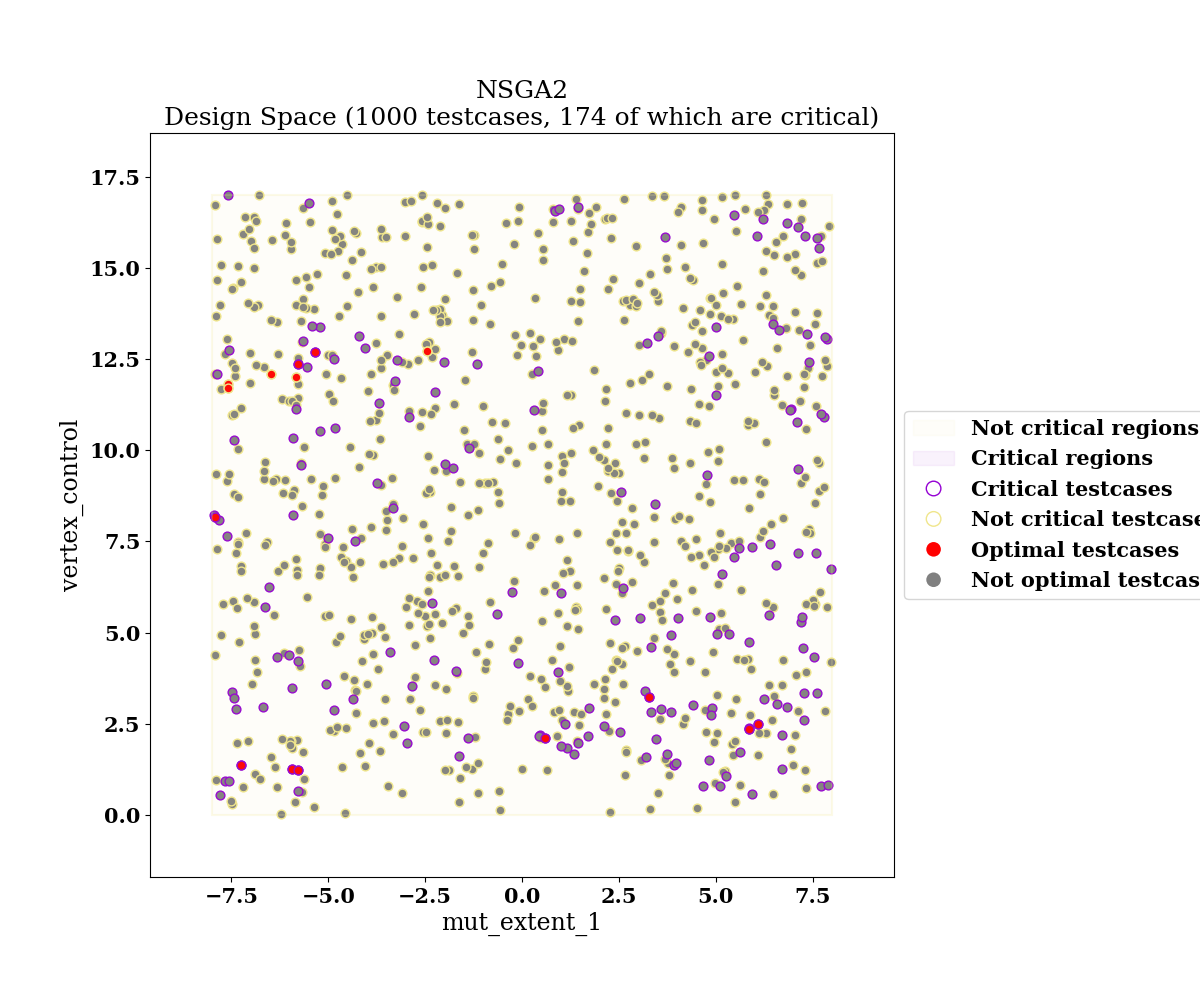 NSGA2
Design Space (1000 testcases, 174 of which are critical)
17.5
15.0
12.5
10.0
7.5
5.0
2.5
0.0
vertex_control
−7.5 −5.0 −2.5 0.0 2.5 5.0 7.5
mut_extent_1
Not critical regions
Critical regions
Critical testcases
Not critical testcase
Optimal testcases
Not optimal testcas